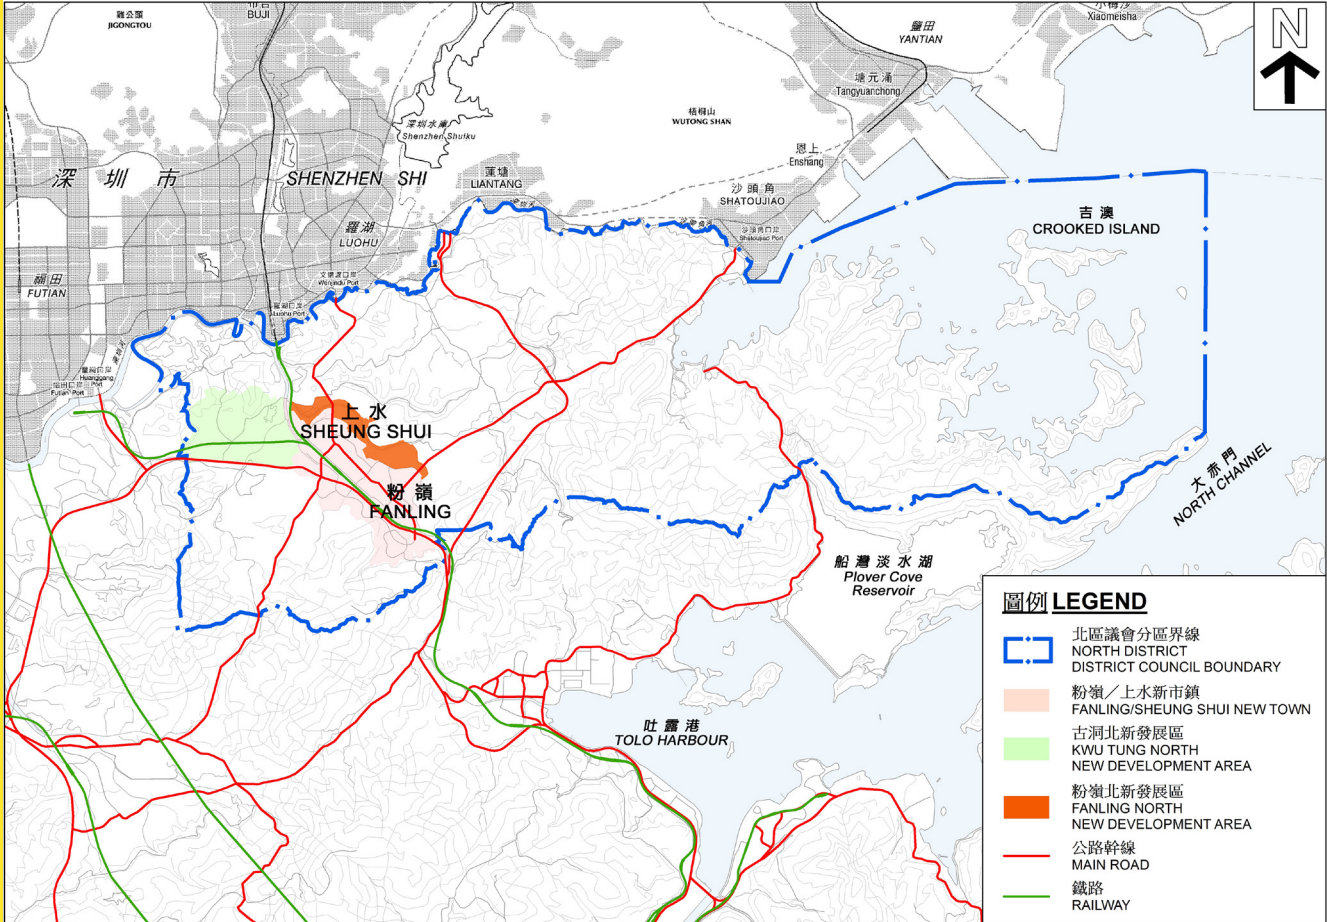 雞公頭
JIGONGTOU
布吉
BUJI
鹽田
YANTIAN
小梅沙
Xiaomeisha
N
塘元涌
Tangyuanchong
深圳水庫
Shenzhen Shuiku
梧桐山
WUTONG SHAN
恩上
Enshang
深圳市
SHENZHEN SHI
蓮塘
LIANTANG
沙頭角
SHATOUJIAO
吉澳
CROOKED ISLAND
羅湖
LUOHU
沙頭角口岸
Shatoujiao Port
福田
FUTIAN
文錦渡口岸
Wenjindu Port
羅湖口岸
Luohu Port
深圳河
皇崗口岸
Huanggang
Port
福田口岸
Futian Port
上水
SHEUNG SHUI
粉嶺
FANLING
大赤門
NORTH CHANNEL
船灣淡水湖
Plover Cove
Reservoir
吐露港
TOLO HARBOUR
圖例 LEGEND
北區議會分區界線
NORTH DISTRICT
DISTRICT COUNCIL BOUNDARY
粉嶺／上水新市鎮
FANLING/SHEUNG SHUI NEW TOWN
古洞北新發展區
KWU TUNG NORTH
NEW DEVELOPMENT AREA
粉嶺北新發展區
FANLING NORTH
NEW DEVELOPMENT AREA
公路幹線
MAIN ROAD
鐵路
RAILWAY